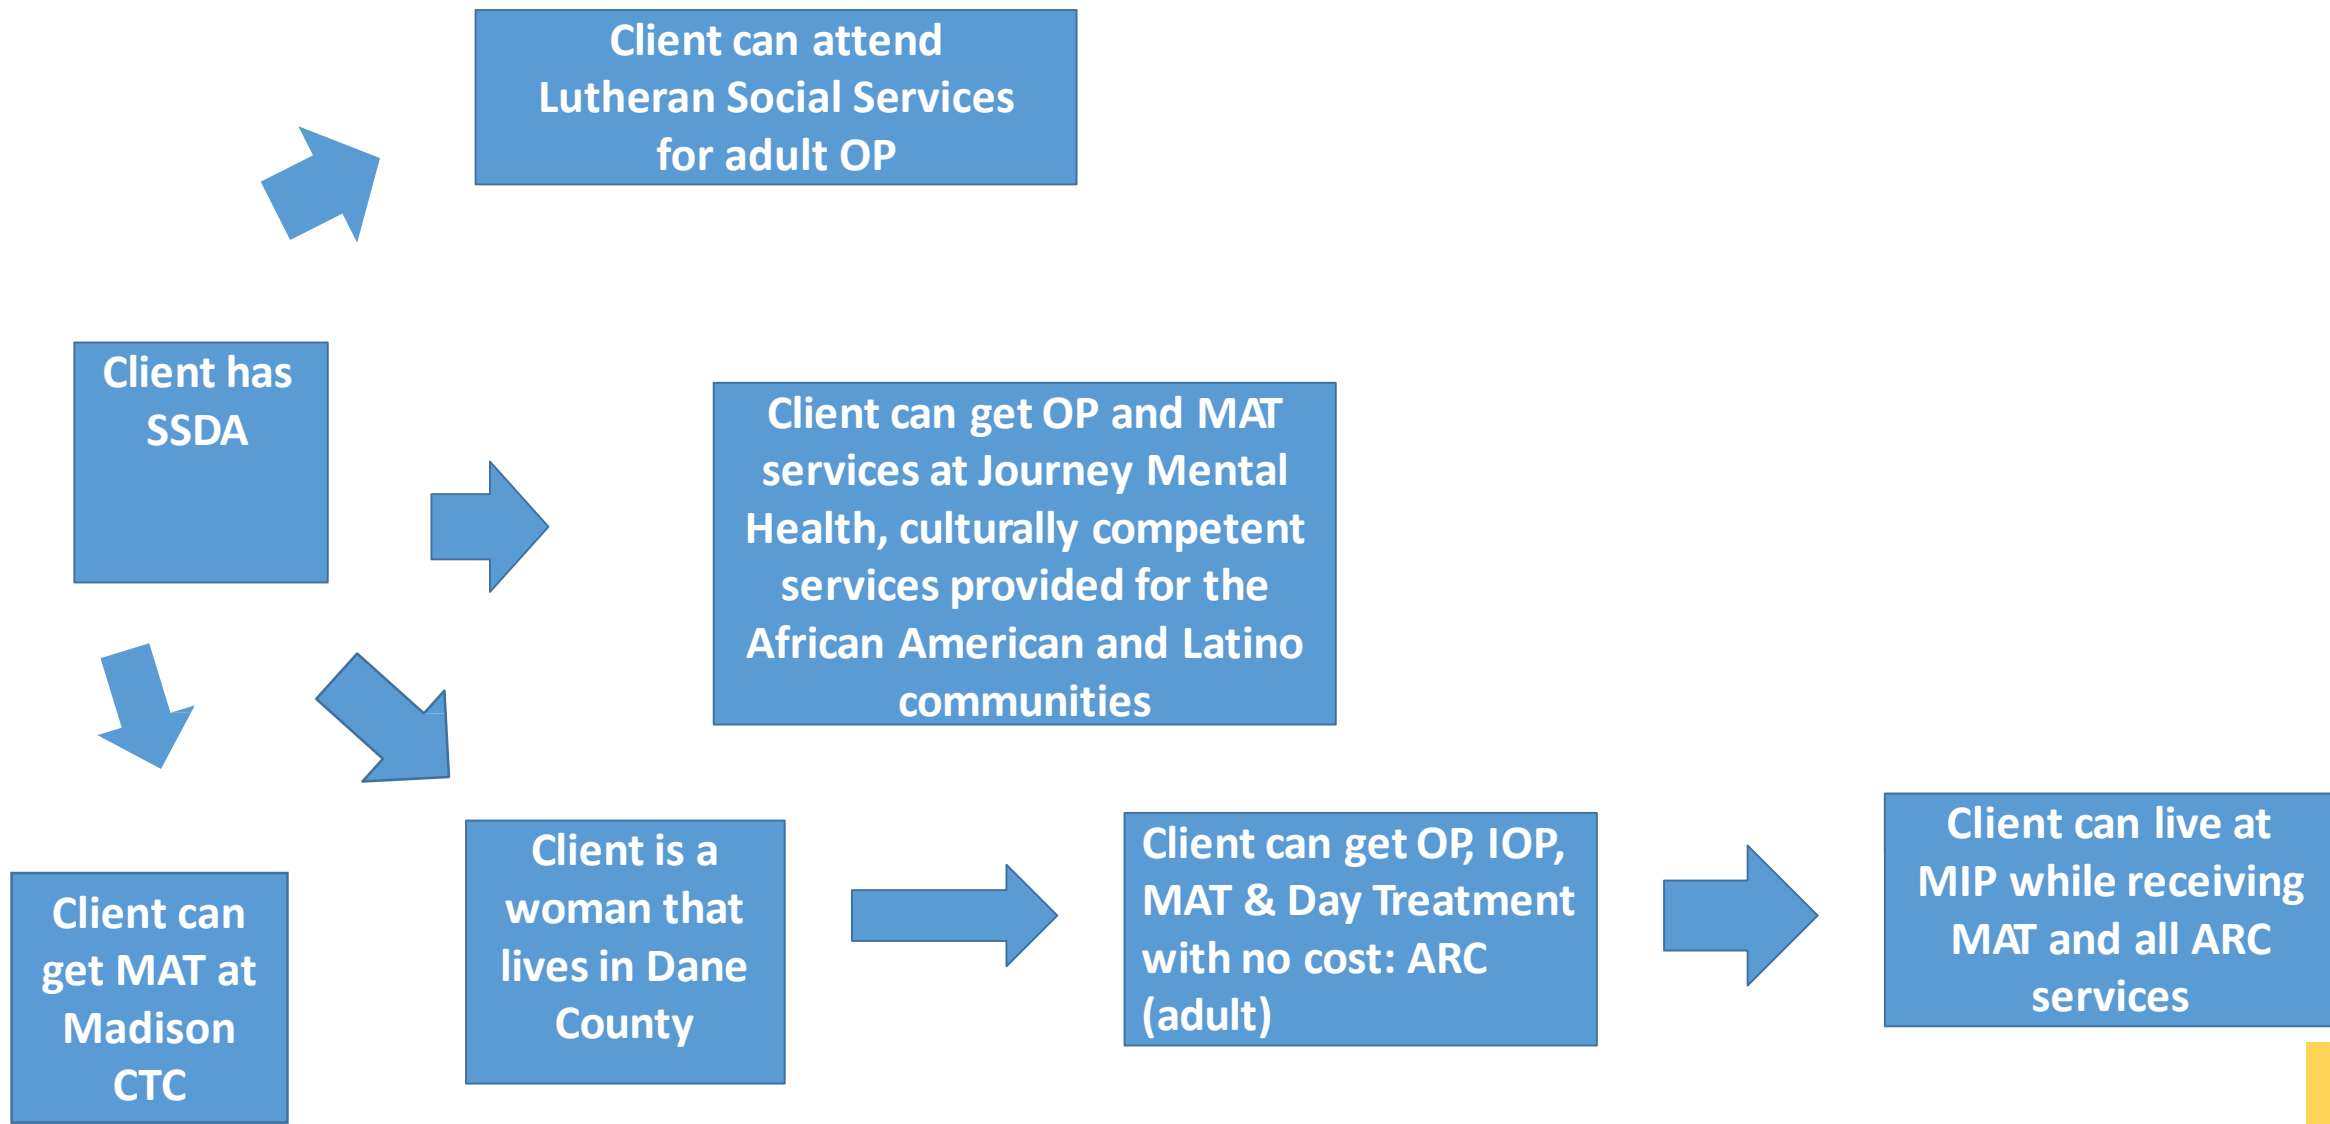 Client can attend
Lutheran Social Services
for adult OP
Client has
SSDA
Client can get OP and MAT
services at Journey Mental
Health, culturally competent
services provided for the
African American and Latino
communities
Client can
get MAT at
Madison
CTC
Client is a
woman that
lives in Dane
County
Client can get OP, IOP,
MAT & Day Treatment
with no cost: ARC
(adult)
Client can live at
MIP while receiving
MAT and all ARC
services